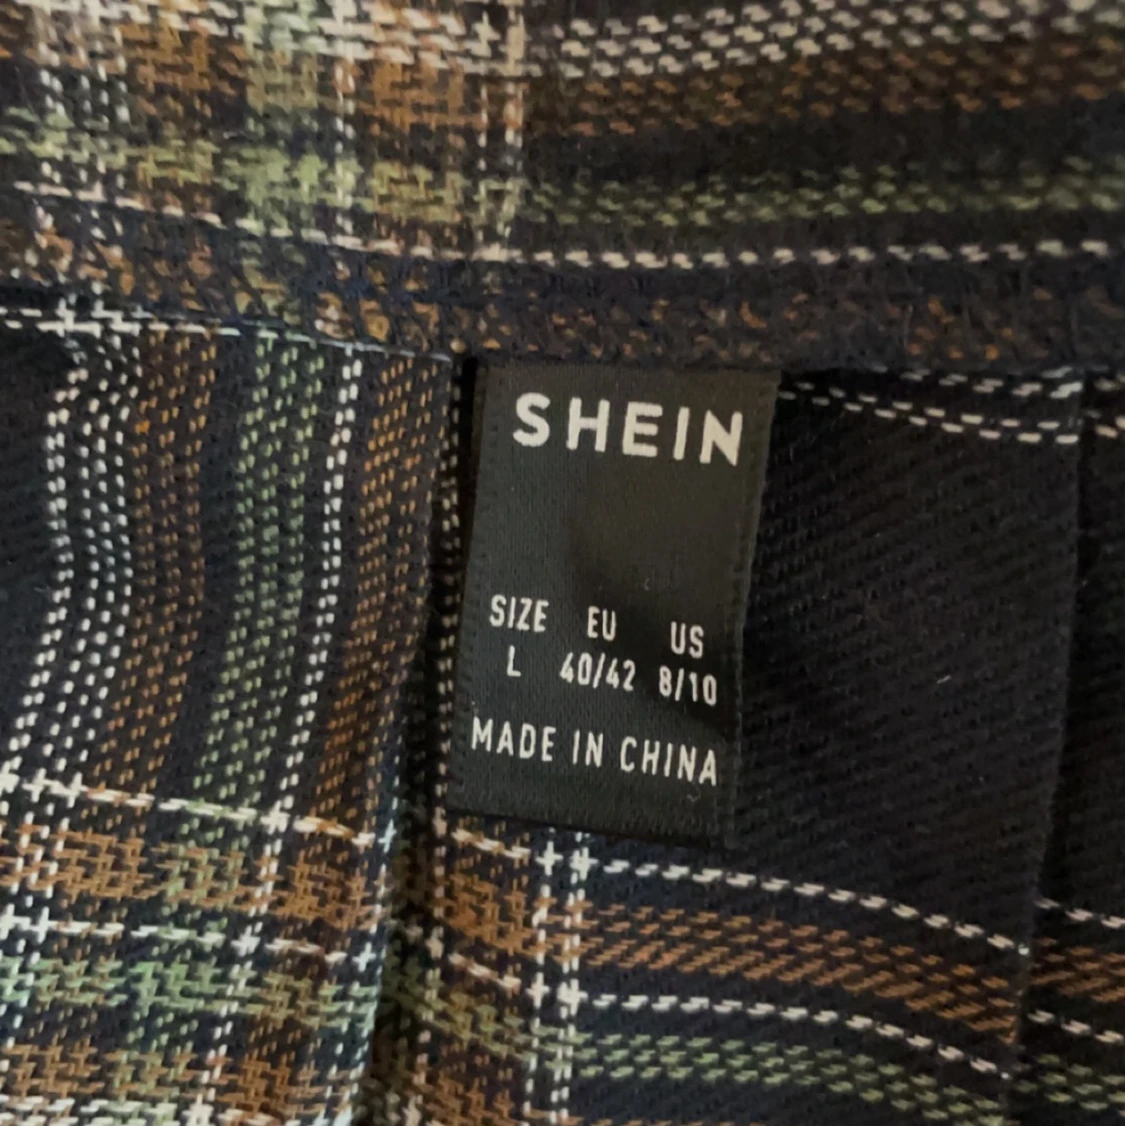 SHEIN
SIZE EU US
L 40/42 8/10
MADE IN CHINA